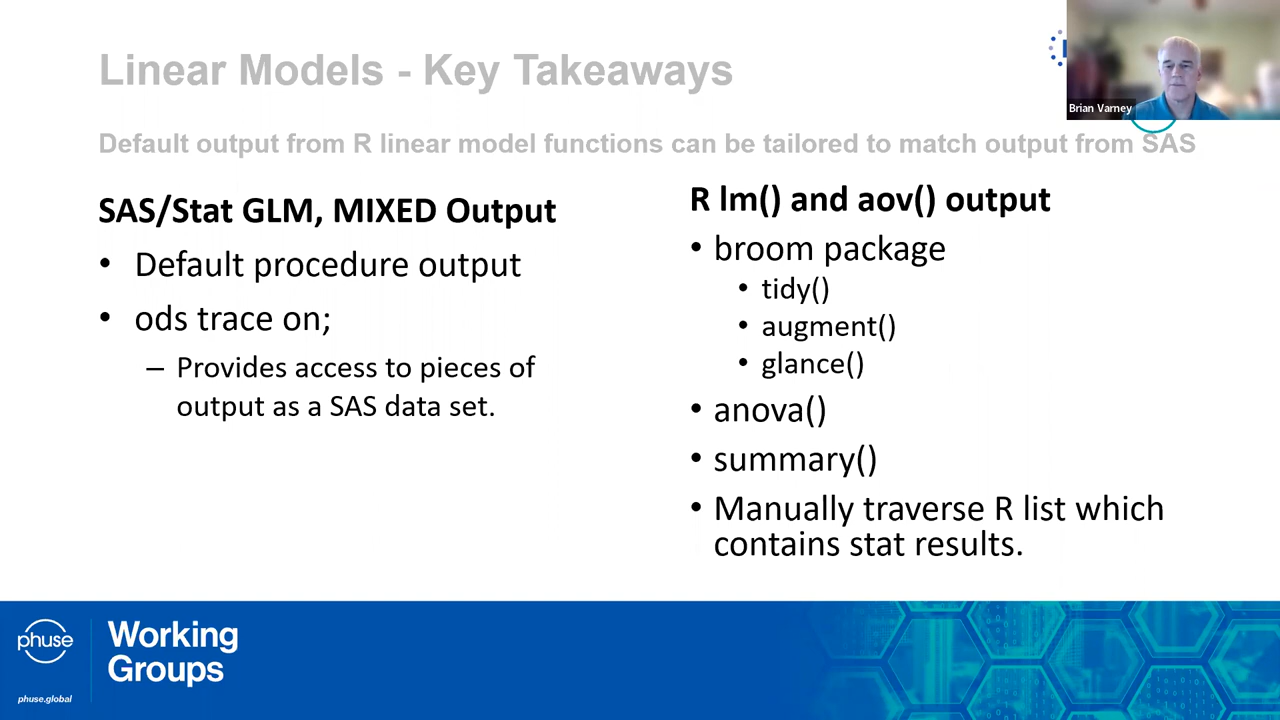 Linear Models - Key Takeaways
Brian Varney
Default output from R linear model functions can be tailored to match output from SAS
SAS/Stat GLM, MIXED Output
• Default procedure output
• ods trace on;
– Provides access to pieces of
output as a SAS data set.
R lm() and aov() output
• broom package
• tidy()
• augment()
• glance()
• anova()
• summary()
• Manually traverse R list which
contains stat results.
phuse
Working
Groups
phuse.global